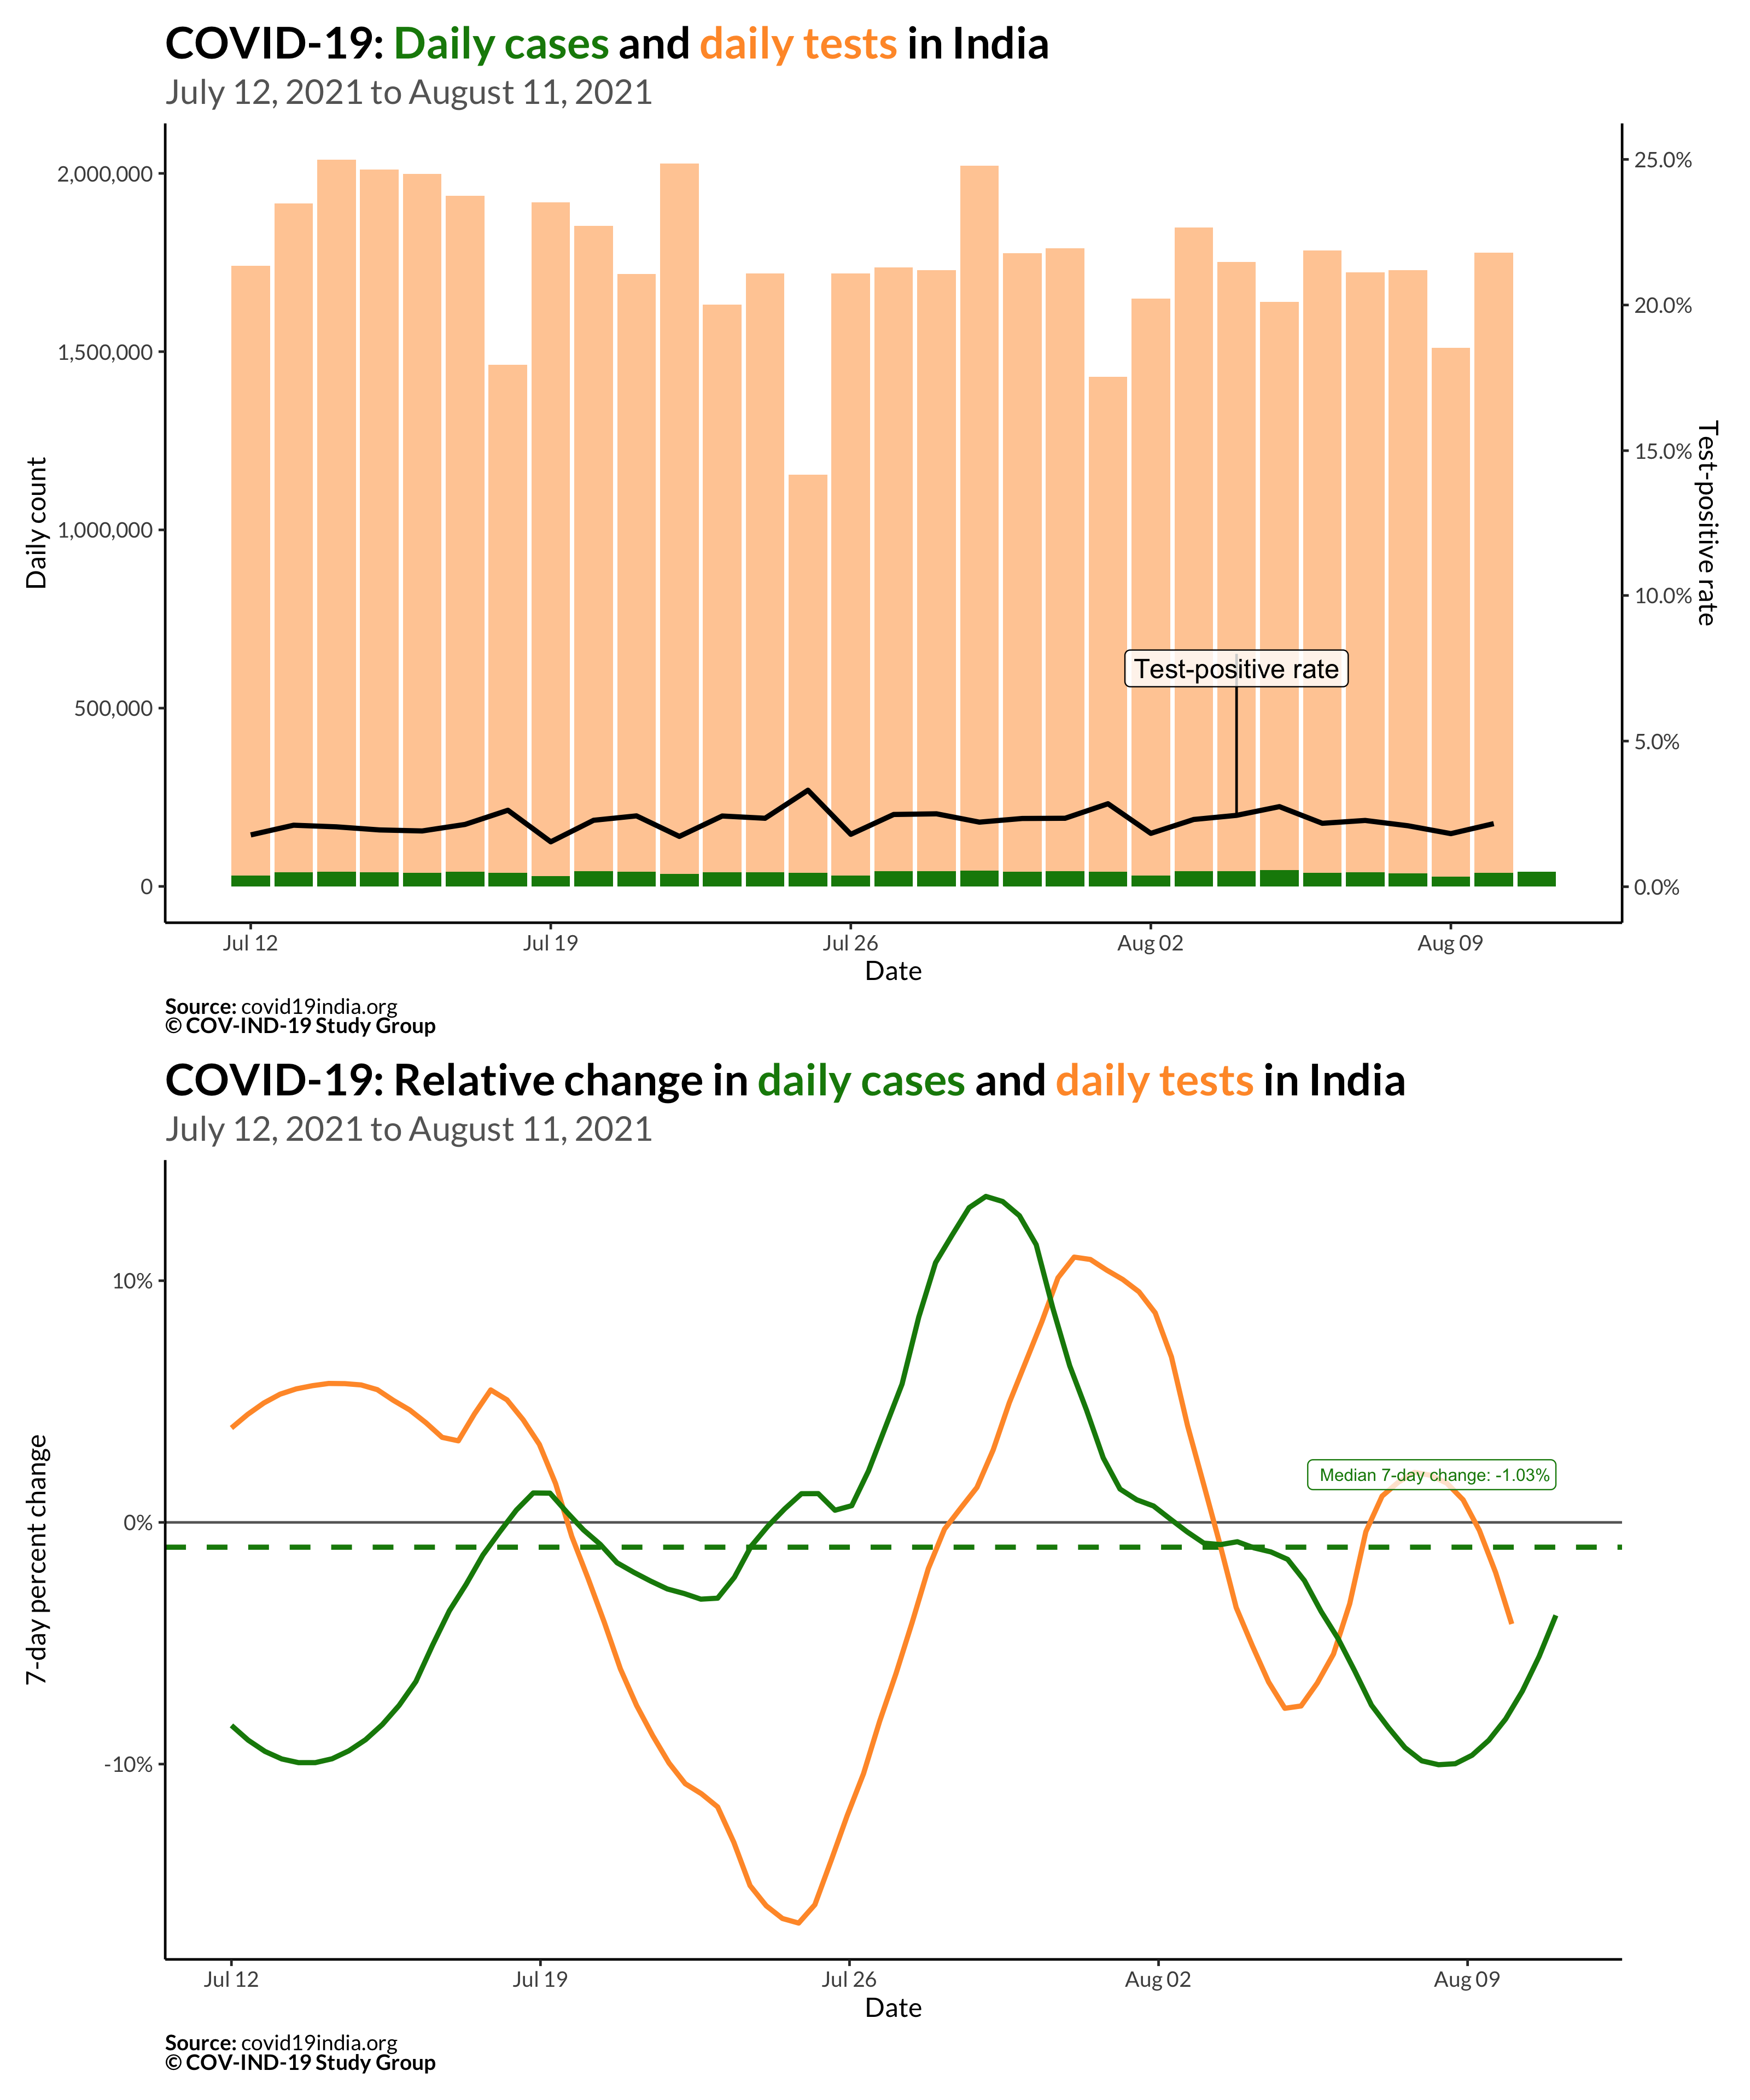 COVID-19: Daily cases and daily tests in India
July 12, 2021 to August 11, 2021
Daily count
2,000,000
1,500,000
1,000,000
500,000
0
25.0%
20.0%
15.0%
10.0%
5.0%
0.0%
Test-positive rate
Test-positive rate
Jul 12
Jul 19
Jul 26
Aug 02
Aug 09
Date
Source: covid19india.org
© COV-IND-19 Study Group
COVID-19: Relative change in daily cases and daily tests in India
July 12, 2021 to August 11, 2021
7-day percent change
10%
0%
-10%
Median 7-day change: -1.03%
Jul 12
Jul 19
Jul 26
Aug 02
Aug 09
Date
Source: covid19india.org
© COV-IND-19 Study Group